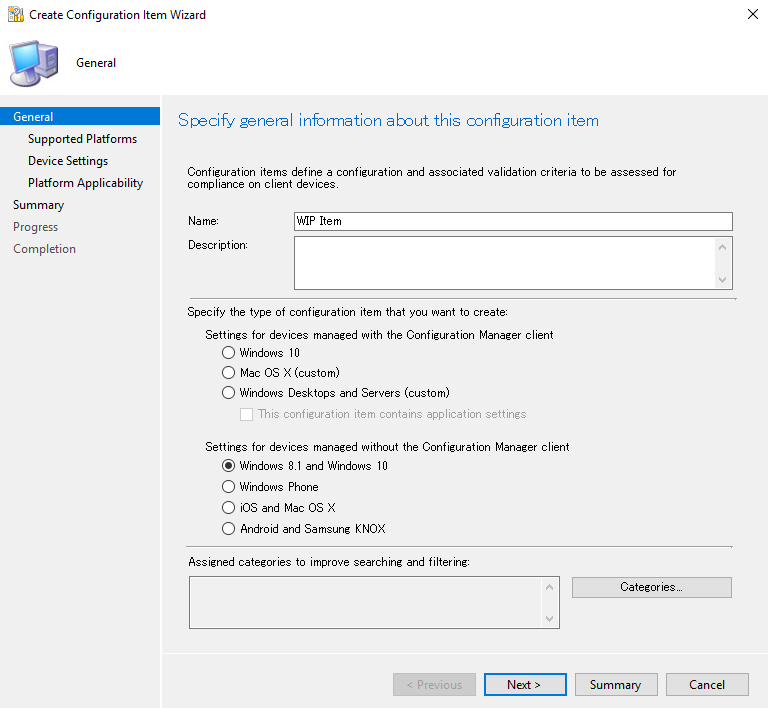 Create Configuration Item Wizard
General
General
Supported Platforms
Device Settings
Platform Applicability
Summary
Progress
Completion
Specify general information about this configuration item
Configuration items define a configuration and associated validation criteria to be assessed for
compliance on client devices.
Name: WIP Item
Description:
Specify the type of configuration item that you want to create:
Settings for devices managed with the Configuration Manager client
Windows 10
Mac OS X (custom)
Windows Desktops and Servers (custom)
This configuration item contains application settings
Settings for devices managed without the Configuration Manager client
Windows 8.1 and Windows 10
Windows Phone
iOS and Mac OS X
Android and Samsung KNOX
Assigned categories to improve searching and filtering:
Categories...
< Previous Next > Summary Cancel